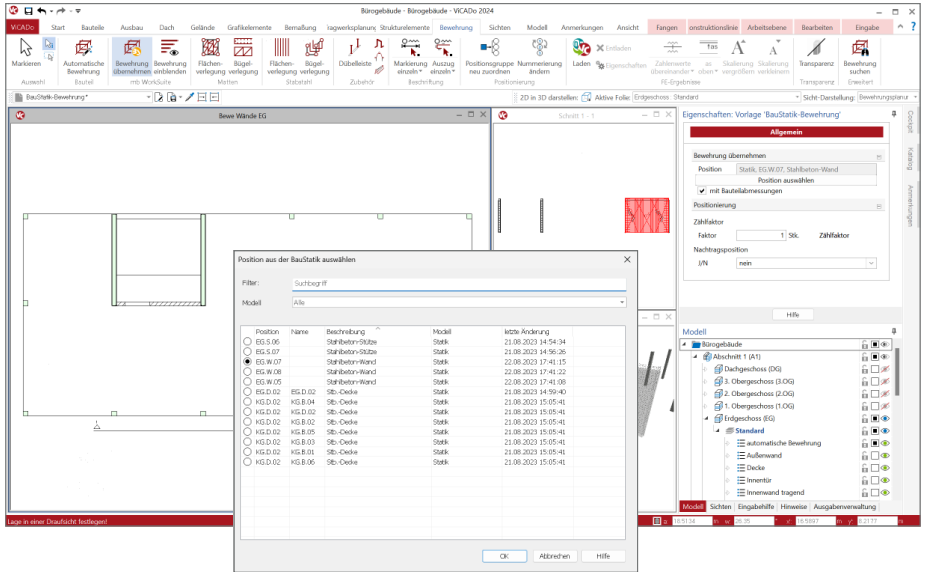 Bürogebäude - Bürogebäude - ViCADo 2024
ViCADo Start Bauteile Ausbau Dach Gelände Grafikelemente Bemaßung ragwerksplanung Strukturelemente Bewehrung Sichten Modell Anmerkungen Ansicht Fangen onstruktionslinie Arbeitsebene Bearbeiten Eingabe
Markieren Automatische Bewehrung Bewehrung übernehmen Bewehrung einblenden Flächen-verlegung Bügel-verlegung Flächen-verlegung Bügel-verlegung Dübelleiste Markierung einzeln Auszug einzeln Positionsgruppe neu zuordnen Nummerierung ändern Laden Entladen Eigenschaften Zahlenwerte übereinander as oben Skalierung vergrößern Skalierung verkleinern Transparenz Bewehrung suchen
Auswahl Bauteil mb WorkSuite Matten Stabstahl Zubehör Beschriftung Positionierung FE-Ergebnisse Transparenz Erweitert
BauStatik-Bewehrung* 2D in 3D darstellen: Aktive Folie: Erdgeschoss: Standard Sicht-Darstellung: Bewehrungsplanur
Bewe Wände EG
Schnitt 1 - 1
Eigenschaften: Vorlage 'BauStatik-Bewehrung'
Allgemein
Bewehrung übernehmen
Position Statik, EG.W.07, Stahlbeton-Wand
Position auswählen
mit Bauteilabmessungen
Positionierung
Zählfaktor
Faktor 1 Stk. Zählfaktor
Nachtragsposition
J/N nein
Hilfe
Cockpit
Katalog
Anmerkungen
Position aus der BauStatik auswählen
Filter: Suchbegriff
Modell Alle
Position Name Beschreibung Modell letzte Änderung
EG.S.06 Stahlbeton-Stütze Statik 21.08.2023 14:54:34
EG.S.07 Stahlbeton-Stütze Statik 21.08.2023 14:56:26
EG.W.07 Stahlbeton-Wand Statik 22.08.2023 17:41:15
EG.W.08 Stahlbeton-Wand Statik 22.08.2023 17:41:22
EG.W.05 Stahlbeton-Wand Statik 22.08.2023 17:41:08
EG.D.02 EG.D.02 Stb.-Decke Statik 21.08.2023 14:59:40
KG.D.02 KG.B.04 Stb.-Decke Statik 21.08.2023 15:05:41
KG.D.02 KG.D.02 Stb.-Decke Statik 21.08.2023 15:05:41
KG.D.02 KG.B.02 Stb.-Decke Statik 21.08.2023 15:05:41
KG.D.02 KG.B.05 Stb.-Decke Statik 21.08.2023 15:05:41
KG.D.02 KG.B.03 Stb.-Decke Statik 21.08.2023 15:05:41
KG.D.02 KG.B.01 Stb.-Decke Statik 21.08.2023 15:05:41
KG.D.02 KG.B.06 Stb.-Decke Statik 21.08.2023 15:05:41
OK Abbrechen Hilfe
Modell
Bürogebäude
Abschnitt 1 (A1)
Dachgeschoss (DG)
3. Obergeschoss (3.OG)
2. Obergeschoss (2.OG)
1. Obergeschoss (1.OG)
Erdgeschoss (EG)
Standard
automatische Bewehrung
Außenwand
Decke
Innentür
Innenwand tragend
Modell Sichten Eingabehilfe Hinweise Ausgabenverwaltung
Lage in einer Draufsicht festlegen!